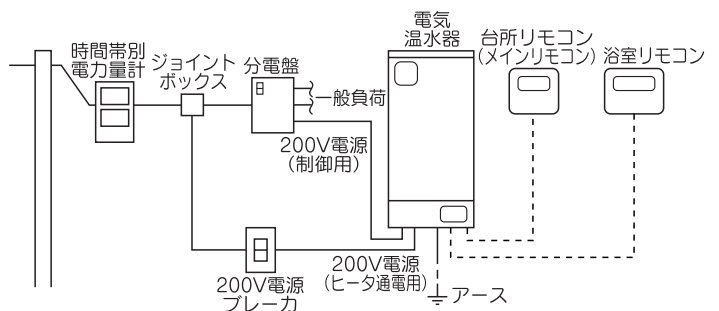 時間帯別
電力量計
ジョイント
ボックス
分電盤
一般負荷
200V電源
(制御用)
電気
温水器
台所リモコン
(メインリモコン)
浴室リモコン
200V電源
ブレーカ
200V電源
(ヒータ通電用)
アース